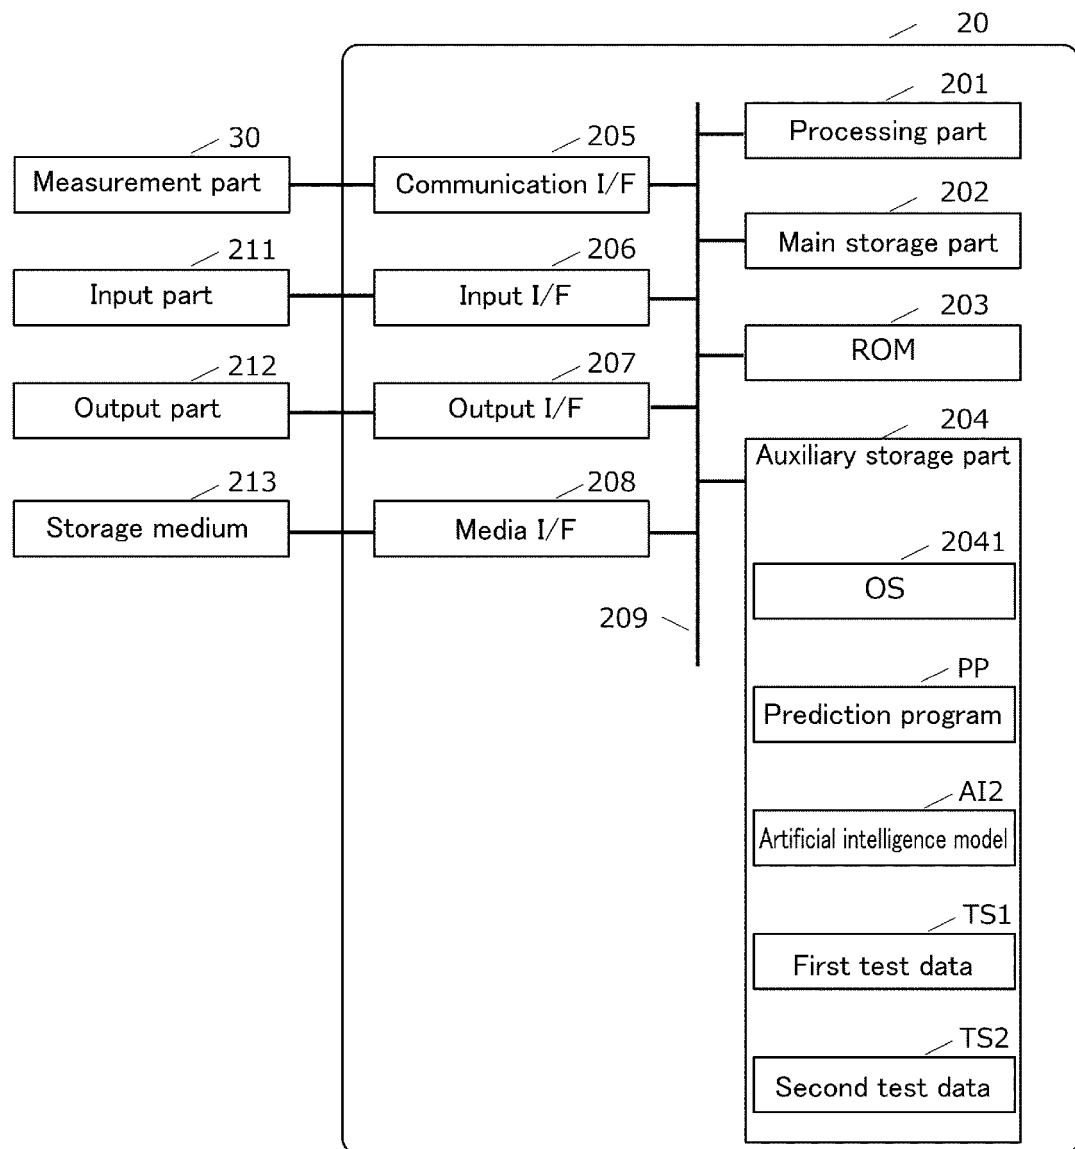 20
201
Processing part
30
205
Measurement part
Communication I/F
202
Main storage part
211
206
Input part
Input I/F
203
ROM
212
207
Output part
Output I/F
204
Auxiliary storage part
213
208
Storage medium
Media I/F
2041
OS
209
PP
Prediction program
AI2
Artificial intelligence model
TS1
First test data
TS2
Second test data